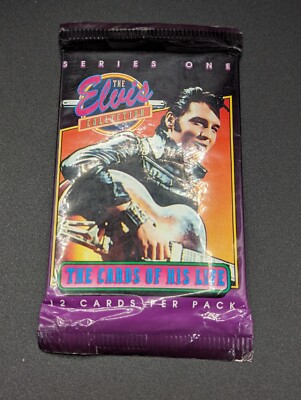 SERIES ONE
THE
Elvis
COLLECTION
THE CARDS OF HIS LIFE
12 CARDS PER PACK